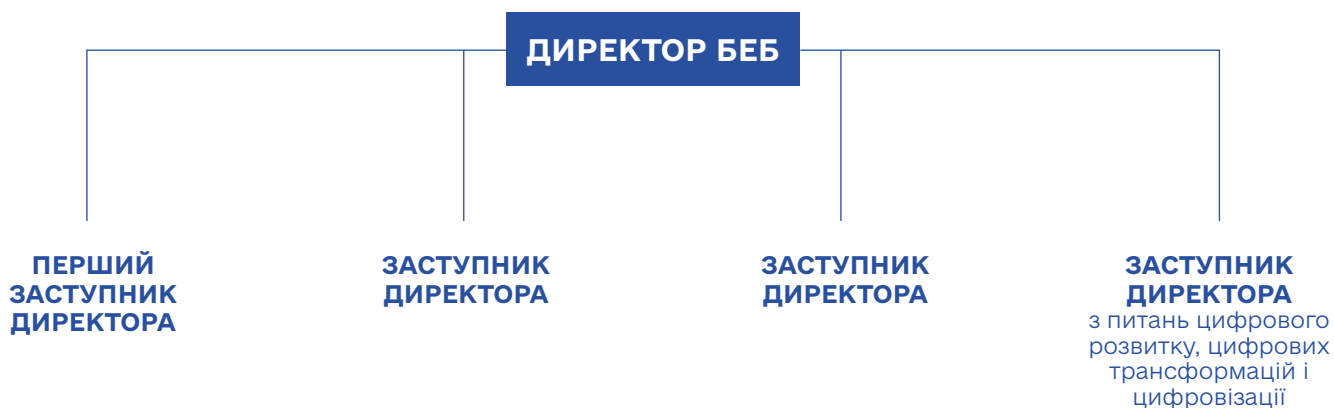 ДИРЕКТОР БЕБ
ПЕРШИЙ
ЗАСТУПНИК
ДИРЕКТОРА
ЗАСТУПНИК
ДИРЕКТОРА
ЗАСТУПНИК
ДИРЕКТОРА
ЗАСТУПНИК
ДИРЕКТОРА
з питань цифрового
розвитку, цифрових
трансформацій і
цифровізації